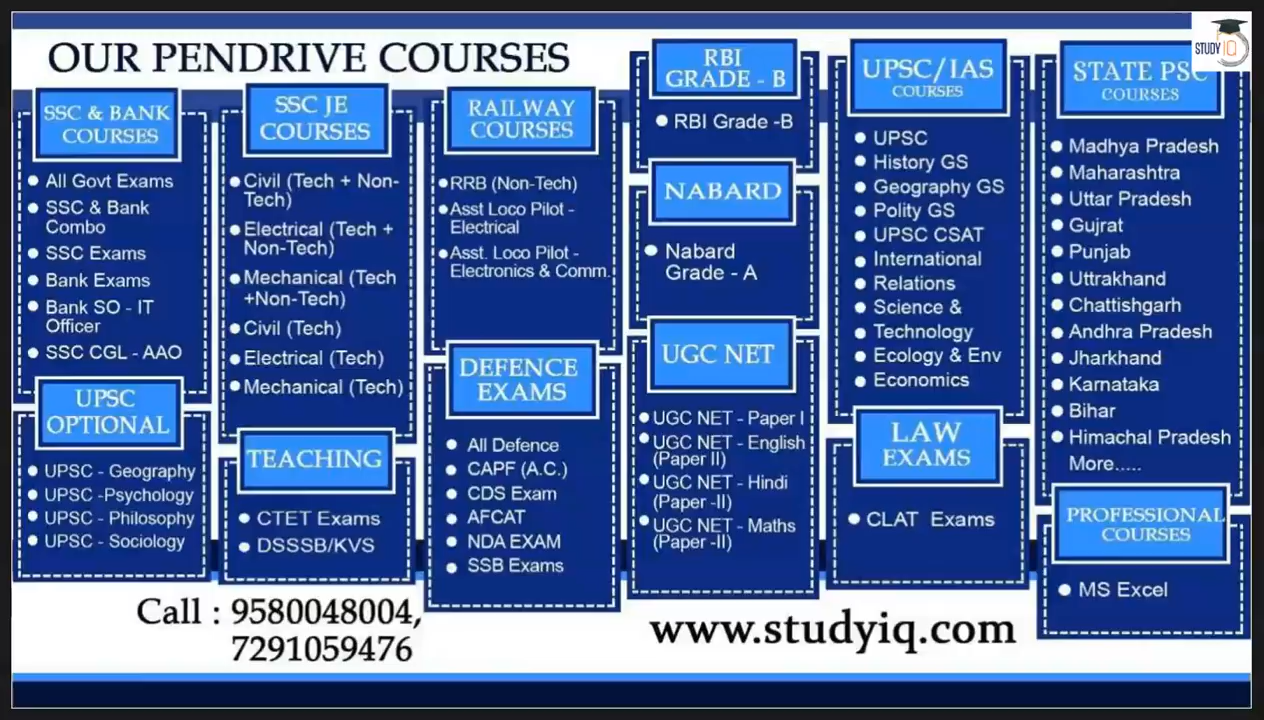 OUR PENDRIVE COURSES
STUDY IQ
SSC & BANK
COURSES
All Govt Exams
SSC & Bank
Combo
SSC Exams
Bank Exams
Bank SO - IT
Officer
SSC CGL - AAO
UPSC
OPTIONAL
UPSC - Geography
UPSC -Psychology
UPSC - Philosophy
UPSC - Sociology
SSC JE
COURSES
Civil (Tech + Non-
Tech)
Electrical (Tech +
Non-Tech)
Mechanical (Tech
+Non-Tech)
Civil (Tech)
Electrical (Tech)
Mechanical (Tech)
TEACHING
CTET Exams
DSSSB/KVS
RAILWAY
COURSES
RRB (Non-Tech)
Asst Loco Pilot -
Electrical
Asst. Loco Pilot -
Electronics & Comm.
DEFENCE
EXAMS
All Defence
CAPF (A.C.)
CDS Exam
AFCAT
NDA EXAM
SSB Exams
RBI
GRADE - B
RBI Grade -B
NABARD
Nabard
Grade - A
UGC NET
UGC NET - Paper I
UGC NET - English
(Paper II)
UGC NET - Hindi
(Paper -II)
UGC NET - Maths
(Paper -II)
UPSC/IAS
COURSES
UPSC
History GS
Geography GS
Polity GS
UPSC CSAT
International
Relations
Science &
Technology
Ecology & Env
Economics
LAW
EXAMS
CLAT Exams
STATE PSC
COURSES
Madhya Pradesh
Maharashtra
Uttar Pradesh
Gujrat
Punjab
Uttrakhand
Chattishgarh
Andhra Pradesh
Jharkhand
Karnataka
Bihar
Himachal Pradesh
More.....
PROFESSIONAL
COURSES
MS Excel
Call : 9580048004,
7291059476
www.studyiq.com